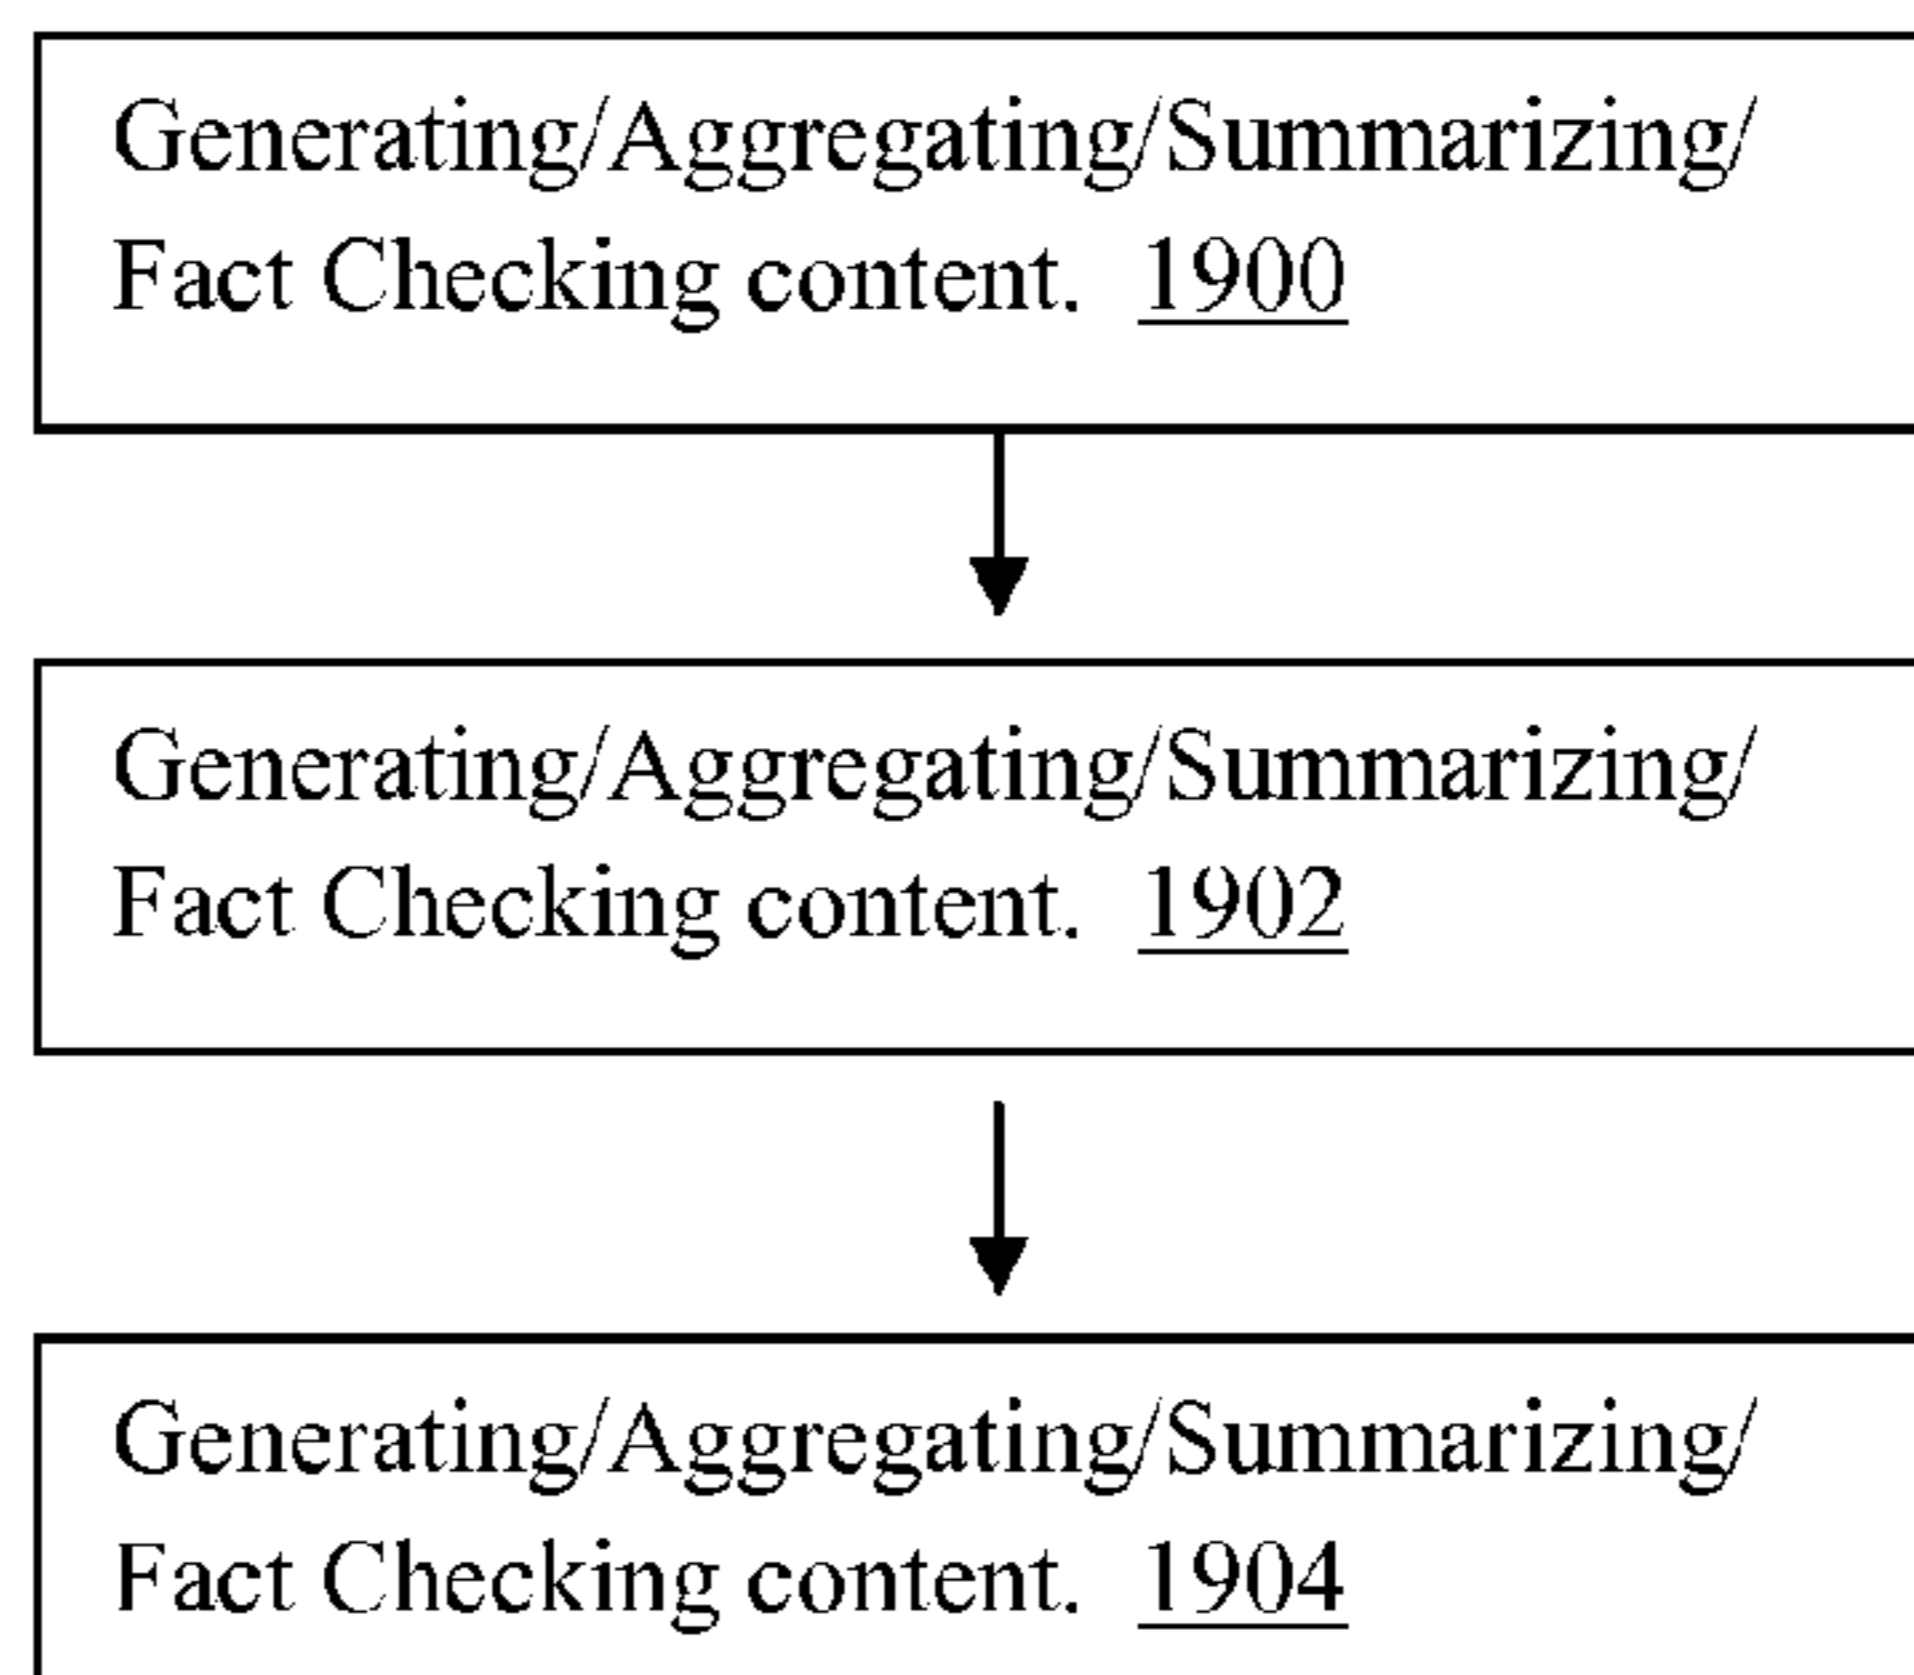 Generating/Aggregating/Summarizing/
Fact Checking content. 1900
Generating/Aggregating/Summarizing/
Fact Checking content. 1902
Generating/Aggregating/Summarizing/
Fact Checking content. 1904